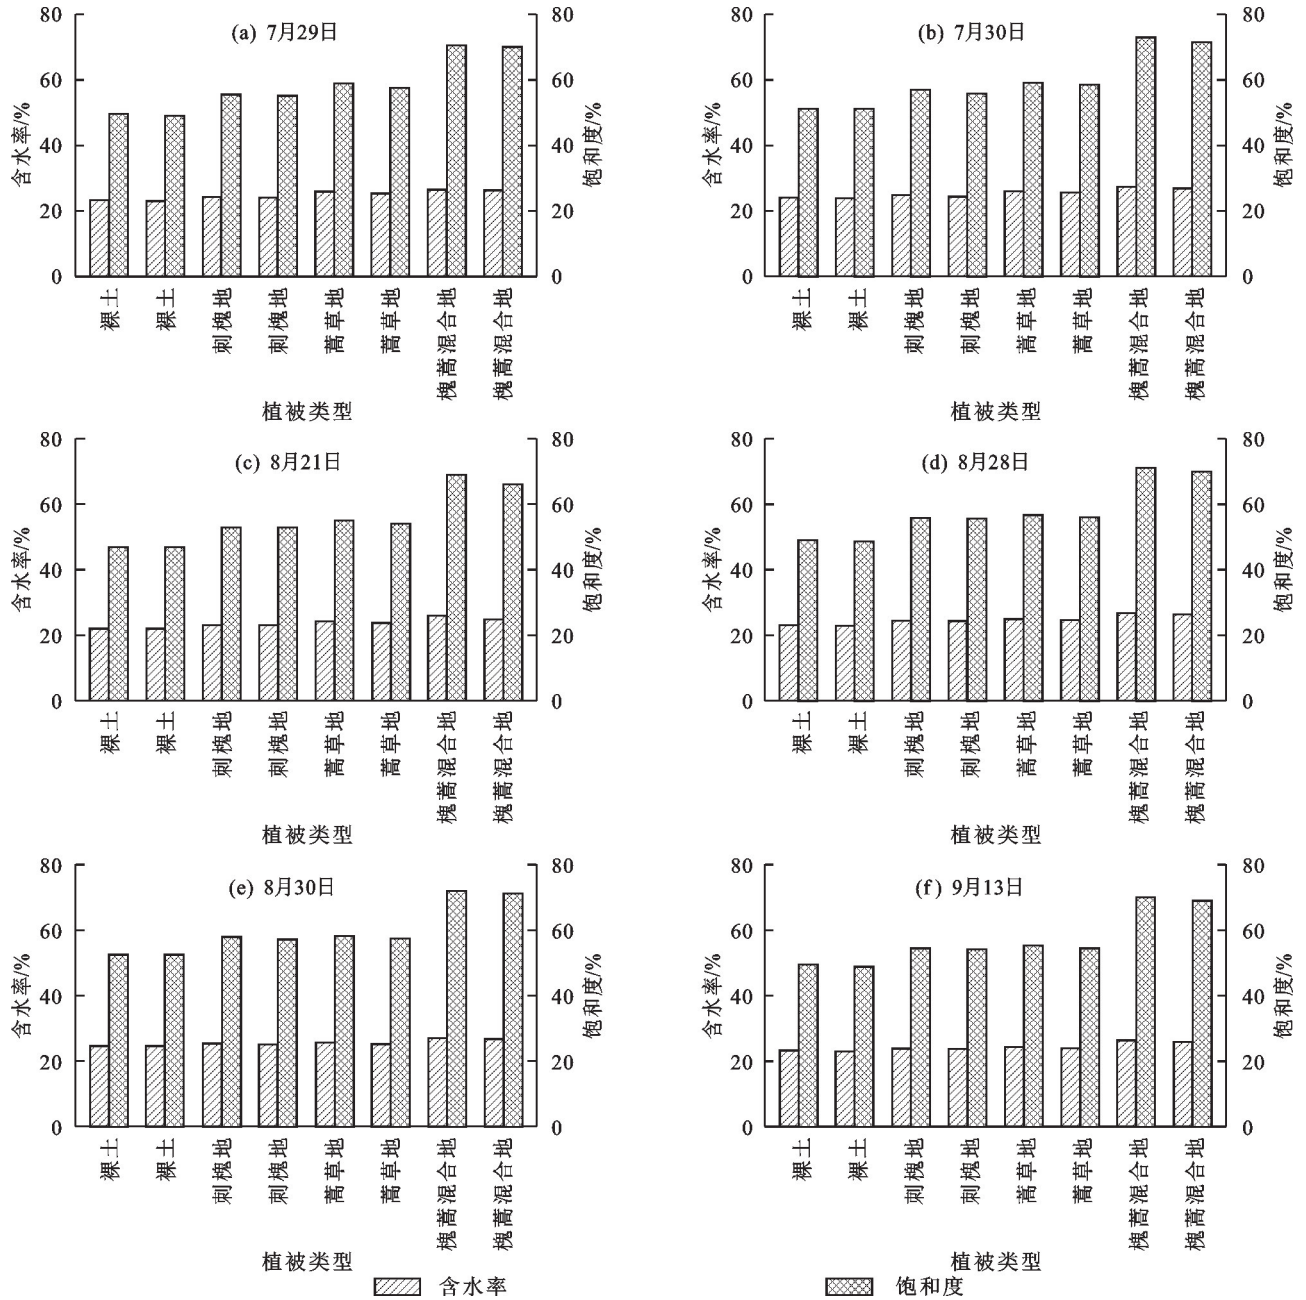 (a) 7月29日
80
60
40
20
0
含水率/%
80
60
40
20
0
饱和度/%
裸土
裸土
刺槐地
刺槐地
蒿草地
蒿草地
槐蒿混合地
槐蒿混合地
植被类型
(b) 7月30日
80
60
40
20
0
含水率/%
80
60
40
20
0
饱和度/%
裸土
裸土
刺槐地
刺槐地
蒿草地
蒿草地
槐蒿混合地
槐蒿混合地
植被类型
(c) 8月21日
80
60
40
20
0
含水率/%
80
60
40
20
0
饱和度/%
裸土
裸土
刺槐地
刺槐地
蒿草地
蒿草地
槐蒿混合地
槐蒿混合地
植被类型
(d) 8月28日
80
60
40
20
0
含水率/%
80
60
40
20
0
饱和度/%
裸土
裸土
刺槐地
刺槐地
蒿草地
蒿草地
槐蒿混合地
槐蒿混合地
植被类型
(e) 8月30日
80
60
40
20
0
含水率/%
80
60
40
20
0
饱和度/%
裸土
裸土
刺槐地
刺槐地
蒿草地
蒿草地
槐蒿混合地
槐蒿混合地
植被类型
(f) 9月13日
80
60
40
20
0
含水率/%
80
60
40
20
0
饱和度/%
裸土
裸土
刺槐地
刺槐地
蒿草地
蒿草地
槐蒿混合地
槐蒿混合地
植被类型
含水率
饱和度